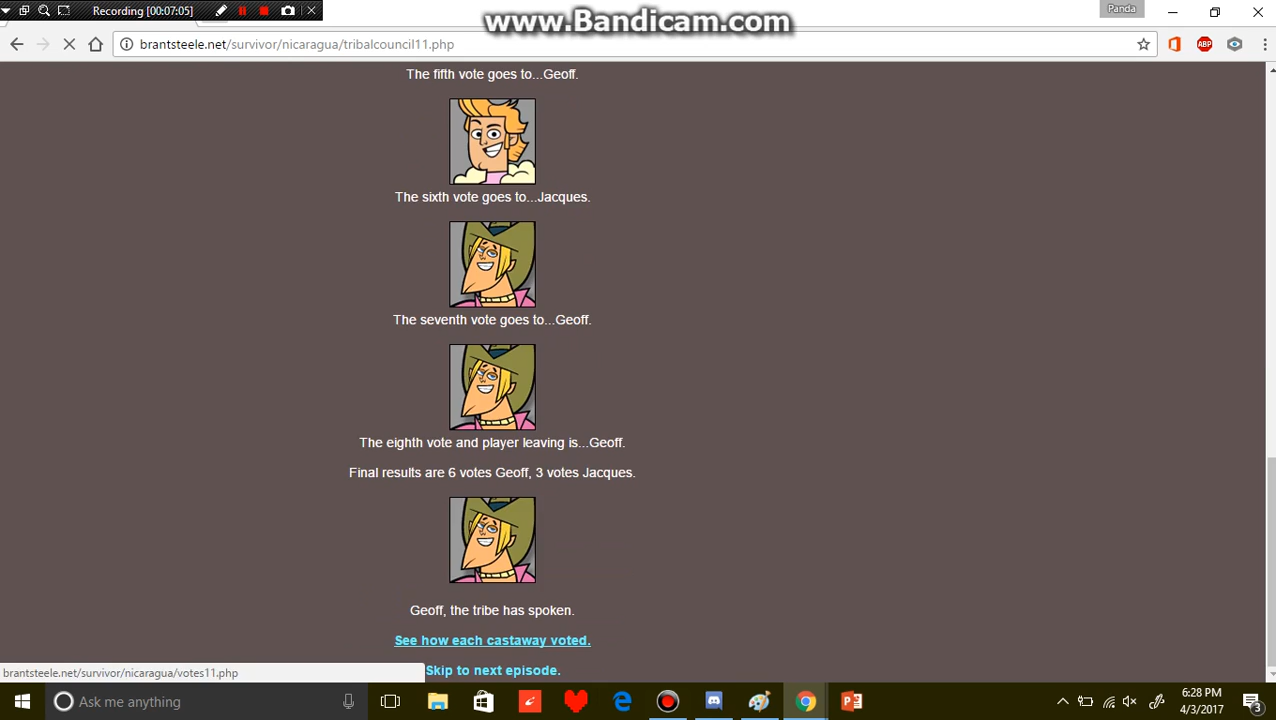 Recording [00:07:05]
www.Bandicam.com
Panda
brantsteele.net/survivor/nicaragua/tribalcouncil11.php
ABP
The fifth vote goes to...Geoff.
The sixth vote goes to...Jacques.
The seventh vote goes to...Geoff.
The eighth vote and player leaving is...Geoff.
Final results are 6 votes Geoff, 3 votes Jacques.
Geoff, the tribe has spoken.
See how each castaway voted.
brantsteele.net/survivor/nicaragua/votes11.php
Skip to next episode.
Ask me anything
6:28 PM
4/3/2017
3